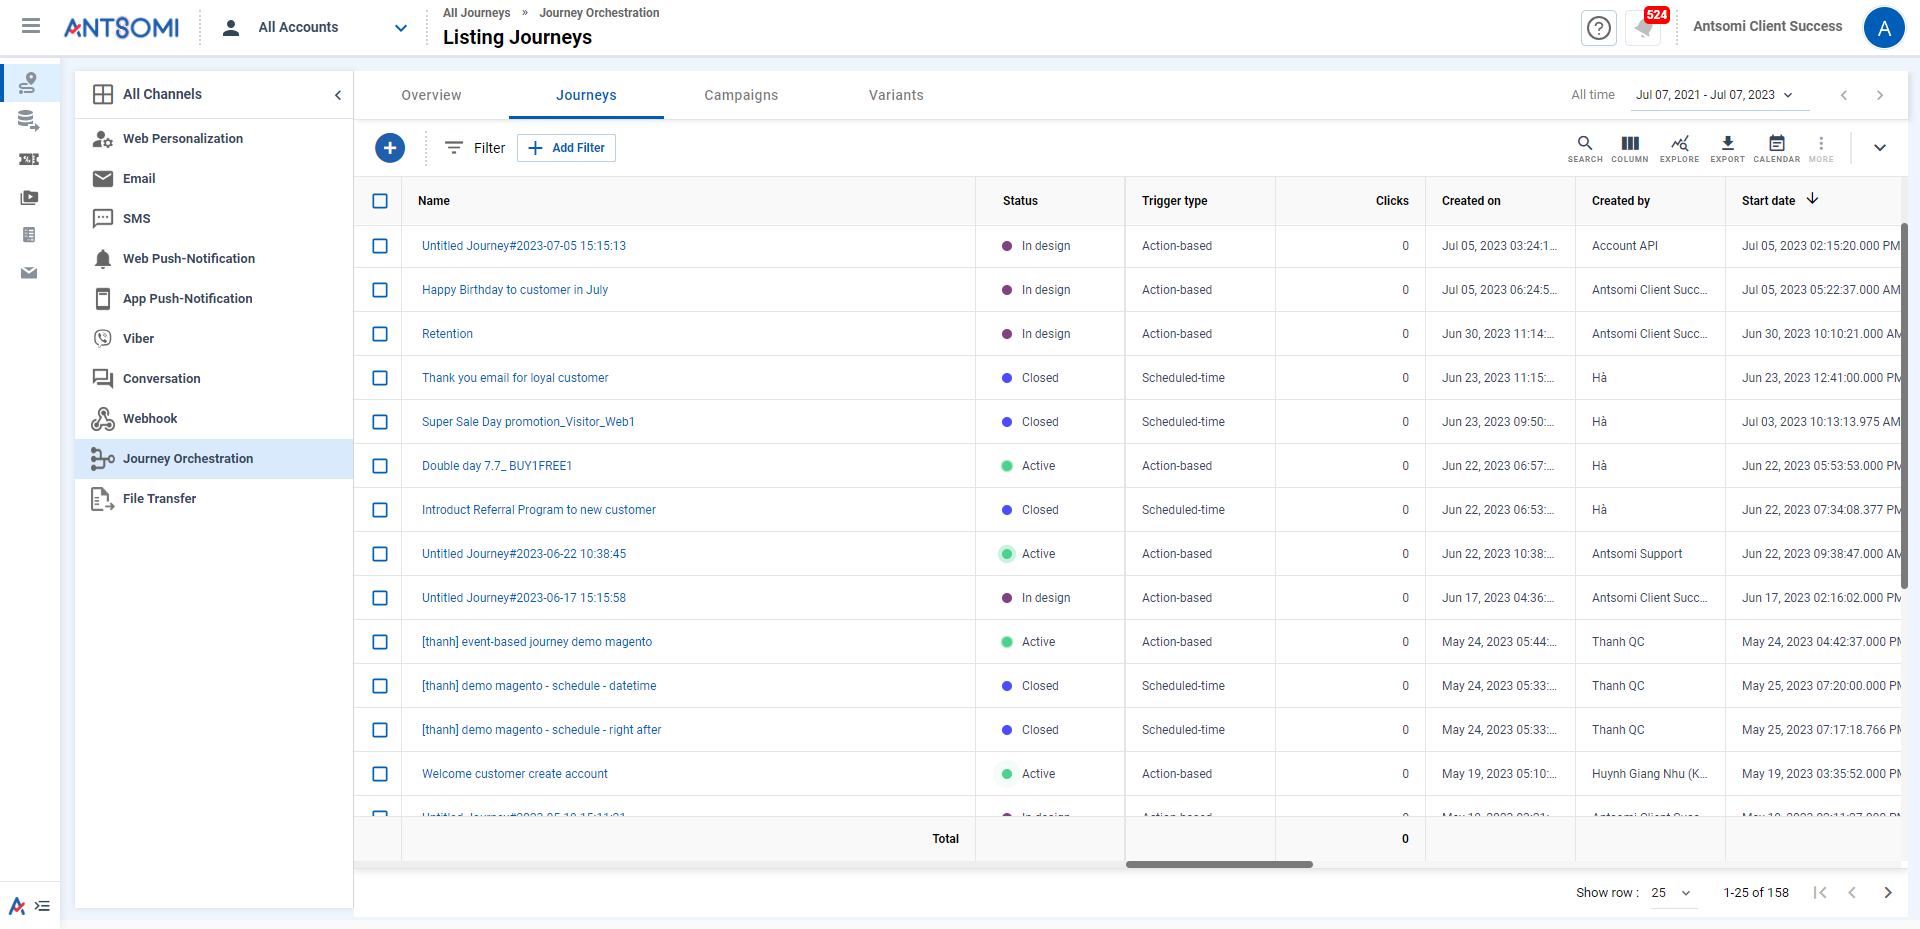 ANTSOMI
All Accounts
All Journeys » Journey Orchestration
Listing Journeys
524
Antsomi Client Success
A
All Channels
Web Personalization
Email
SMS
Web Push-Notification
App Push-Notification
Viber
Conversation
Webhook
Journey Orchestration
File Transfer
Overview Journeys Campaigns Variants
All time Jul 07, 2021 - Jul 07, 2023
Filter Add Filter
SEARCH COLUMN EXPLORE EXPORT CALENDAR MORE
Name Status Trigger type Clicks Created on Created by Start date
Untitled Journey#2023-07-05 15:15:13 In design Action-based 0 Jul 05, 2023 03:24:1... Account API Jul 05, 2023 02:15:20.000 PM
Happy Birthday to customer in July In design Action-based 0 Jul 05, 2023 06:24:5... Antsomi Client Succ... Jul 05, 2023 05:22:37.000 AM
Retention In design Action-based 0 Jun 30, 2023 11:14:... Antsomi Client Succ... Jun 30, 2023 10:10:21.000 AM
Thank you email for loyal customer Closed Scheduled-time 0 Jun 23, 2023 11:15:... Hà Jun 23, 2023 12:41:00.000 PM
Super Sale Day promotion_Visitor_Web1 Closed Scheduled-time 0 Jun 23, 2023 09:50:... Hà Jul 03, 2023 10:13:13.975 AM
Double day 7.7_ BUY1FREE1 Active Action-based 0 Jun 22, 2023 06:57:... Hà Jun 22, 2023 05:53:53.000 PM
Introduct Referral Program to new customer Closed Scheduled-time 0 Jun 22, 2023 06:53:... Hà Jun 22, 2023 07:34:08.377 PM
Untitled Journey#2023-06-22 10:38:45 Active Action-based 0 Jun 22, 2023 10:38:... Antsomi Support Jun 22, 2023 09:38:47.000 AM
Untitled Journey#2023-06-17 15:15:58 In design Action-based 0 Jun 17, 2023 04:36:... Antsomi Client Succ... Jun 17, 2023 02:16:02.000 PM
[thanh] event-based journey demo magento Active Action-based 0 May 24, 2023 05:44:... Thanh QC May 24, 2023 04:42:37.000 PM
[thanh] demo magento - schedule - datetime Closed Scheduled-time 0 May 24, 2023 05:33:... Thanh QC May 25, 2023 07:20:00.000 PM
[thanh] demo magento - schedule - right after Closed Scheduled-time 0 May 24, 2023 05:33:... Thanh QC May 25, 2023 07:17:18.766 PM
Welcome customer create account Active Action-based 0 May 19, 2023 05:10:... Huynh Giang Nhu (K... May 19, 2023 03:35:52.000 PM
Total 0
Show row : 25 1-25 of 158